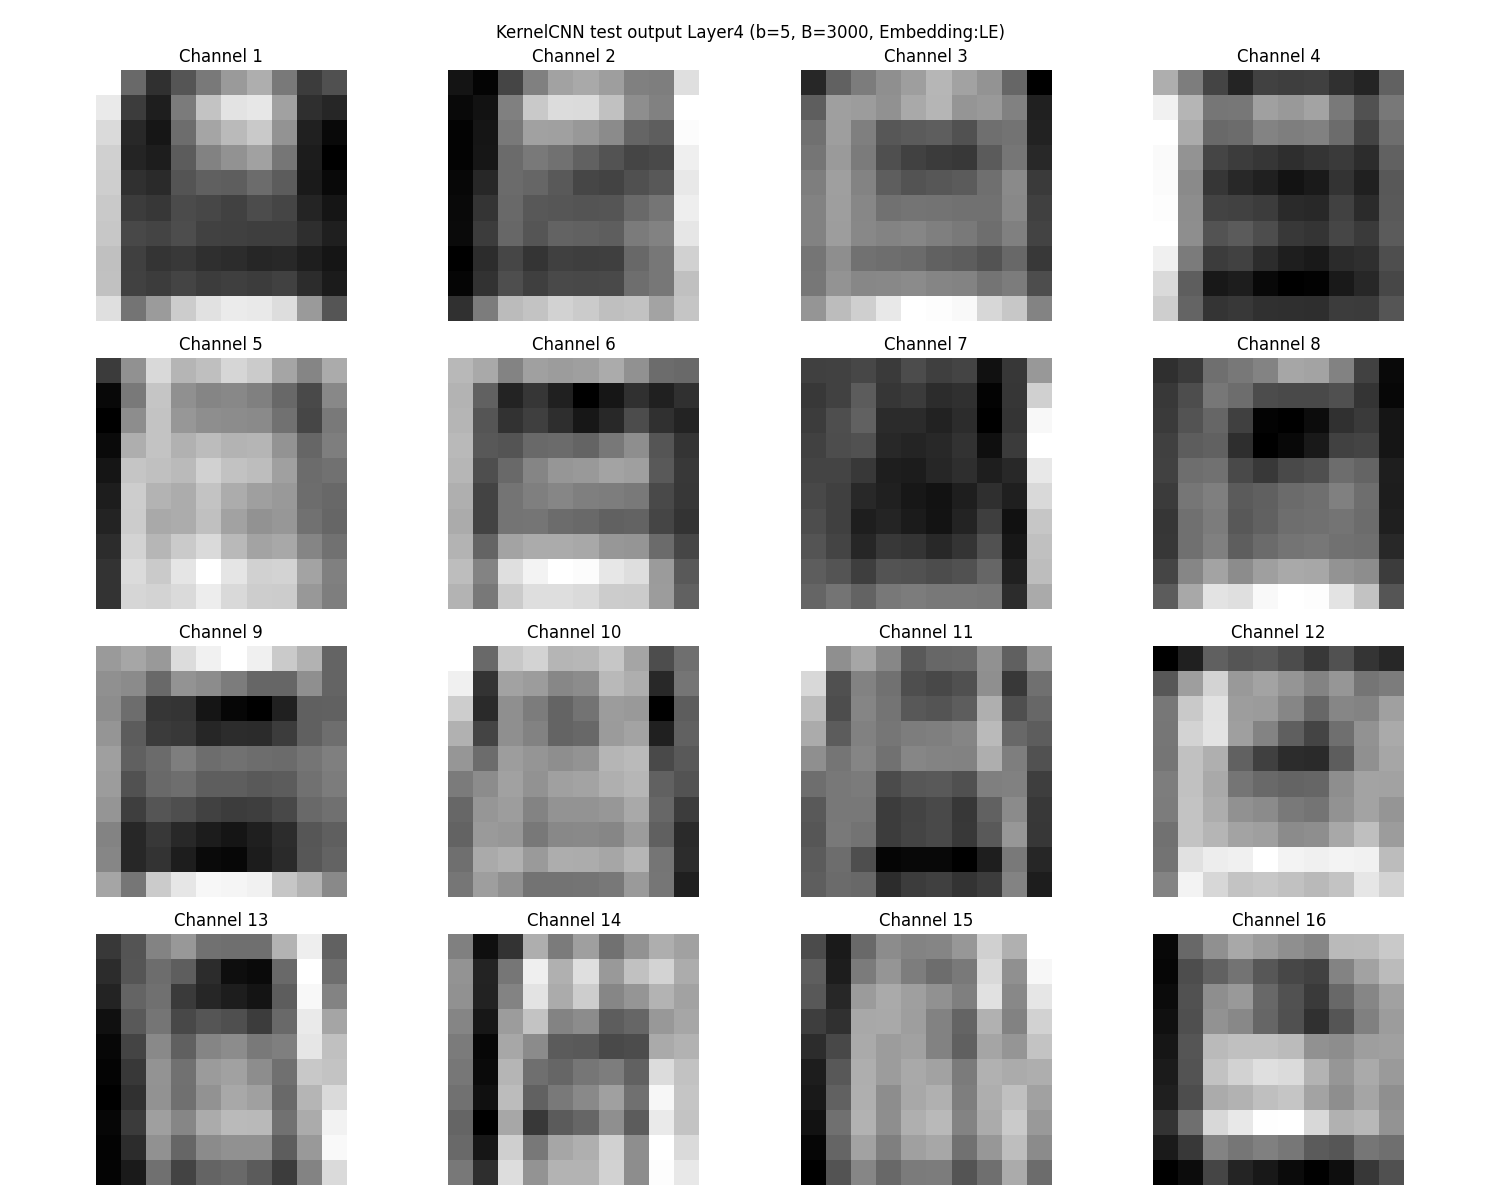 KernelCNN test output Layer4 (b=5, B=3000, Embedding:LE)
Channel 1 Channel 2 Channel 3 Channel 4
Channel 5 Channel 6 Channel 7 Channel 8
Channel 9 Channel 10 Channel 11 Channel 12
Channel 13 Channel 14 Channel 15 Channel 16